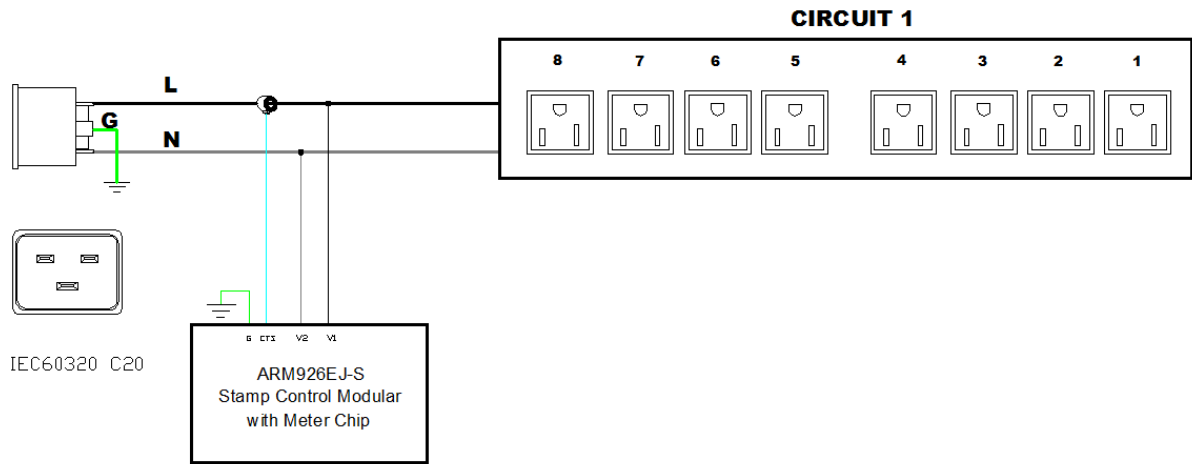 CIRCUIT 1
8 7 6 5 4 3 2 1
L
G
N
G CTS V2 V1
IEC60320 C20
ARM926EJ-S
Stamp Control Modular
with Meter Chip